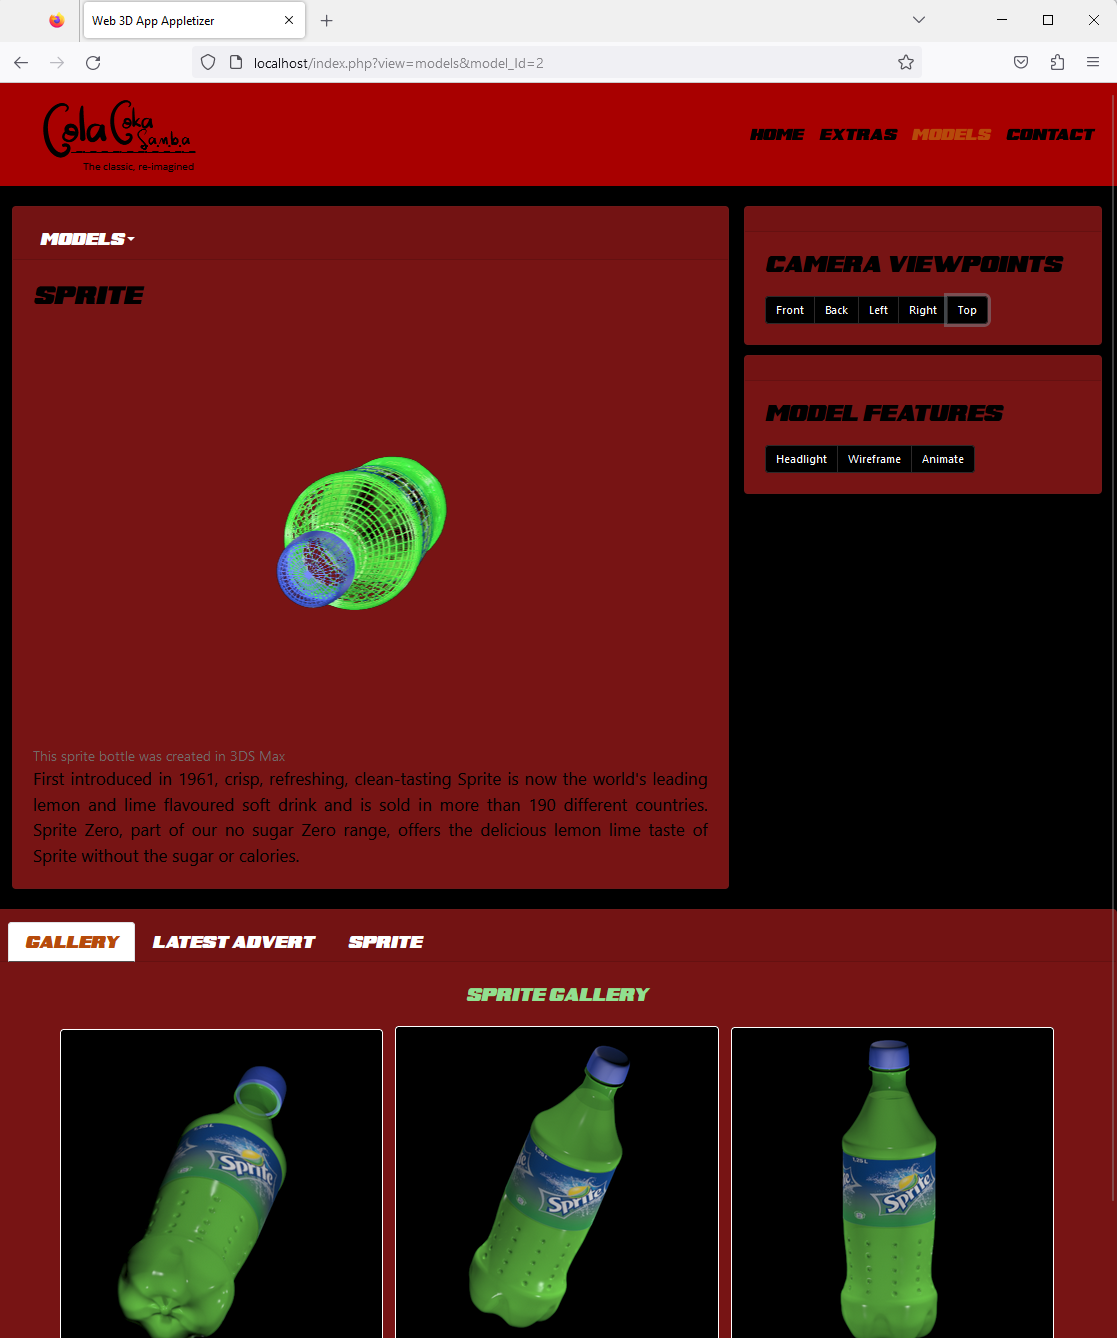 Web 3D App Appletizer
localhost/index.php?view=models&model_Id=2
Cola Coka Samba
The classic, re-imagined
HOME EXTRAS MODELS CONTACT
MODELS
SPRITE
CAMERA VIEWPOINTS
Front Back Left Right Top
MODEL FEATURES
Headlight Wireframe Animate
This sprite bottle was created in 3DS Max
First introduced in 1961, crisp, refreshing, clean-tasting Sprite is now the world's leading
lemon and lime flavoured soft drink and is sold in more than 190 different countries.
Sprite Zero, part of our no sugar Zero range, offers the delicious lemon lime taste of
Sprite without the sugar or calories.
GALLERY LATEST ADVERT SPRITE
SPRITE GALLERY
Sprite
Sprite
Sprite